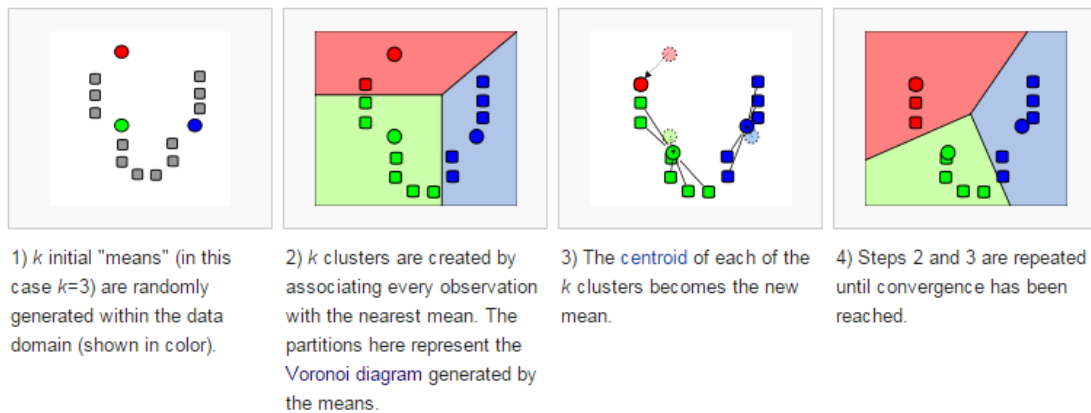 1) k initial "means" (in this
case k=3) are randomly
generated within the data
domain (shown in color).
2) k clusters are created by
associating every observation
with the nearest mean. The
partitions here represent the
Voronoi diagram generated by
the means.
3) The centroid of each of the
k clusters becomes the new
mean.
4) Steps 2 and 3 are repeated
until convergence has been
reached.